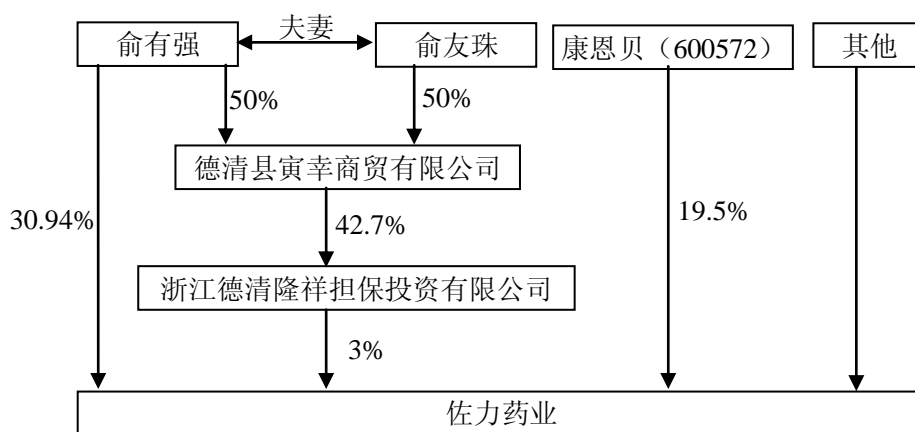 夫妻
俞有强
俞友珠
康恩贝（600572）
其他
50%
50%
德清县寅幸商贸有限公司
30.94%
42.7%
19.5%
浙江德清隆祥担保投资有限公司
3%
佐力药业